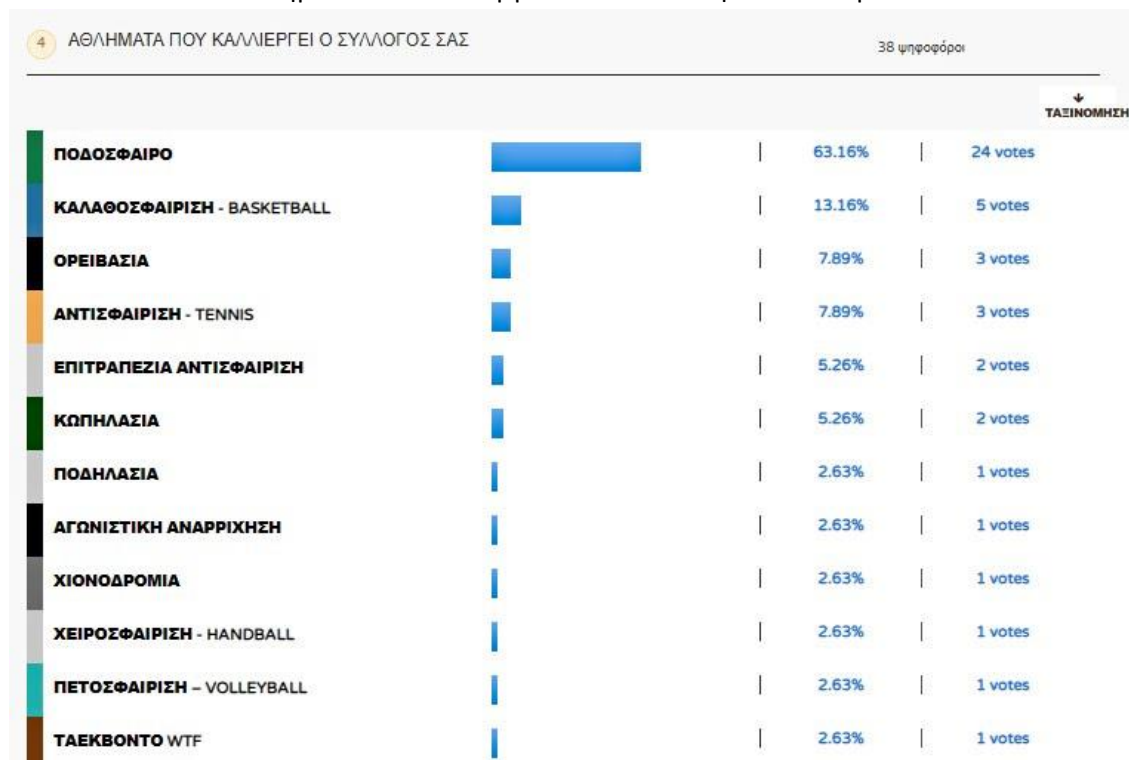 4 ΑΘΛΗΜΑΤΑ ΠΟΥ ΚΑΛΛΙΕΡΓΕΙ Ο ΣΥΛΛΟΓΟΣ ΣΑΣ 38 ψηφοφόροι
ΤΑΞΙΝΟΜΗΣΗ
ΠΟΔΟΣΦΑΙΡΟ | 63.16% | 24 votes
ΚΑΛΑΘΟΣΦΑΙΡΙΣΗ - BASKETBALL | 13.16% | 5 votes
ΟΡΕΙΒΑΣΙΑ | 7.89% | 3 votes
ΑΝΤΙΣΦΑΙΡΙΣΗ - TENNIS | 7.89% | 3 votes
ΕΠΙΤΡΑΠΕΖΙΑ ΑΝΤΙΣΦΑΙΡΙΣΗ | 5.26% | 2 votes
ΚΩΠΗΛΑΣΙΑ | 5.26% | 2 votes
ΠΟΔΗΛΑΣΙΑ | 2.63% | 1 votes
ΑΓΩΝΙΣΤΙΚΗ ΑΝΑΡΡΙΧΗΣΗ | 2.63% | 1 votes
ΧΙΟΝΟΔΡΟΜΙΑ | 2.63% | 1 votes
ΧΕΙΡΟΣΦΑΙΡΙΣΗ - HANDBALL | 2.63% | 1 votes
ΠΕΤΟΣΦΑΙΡΙΣΗ – VOLLEYBALL | 2.63% | 1 votes
ΤΑΕΚΒΟΝΤΟ WTF | 2.63% | 1 votes